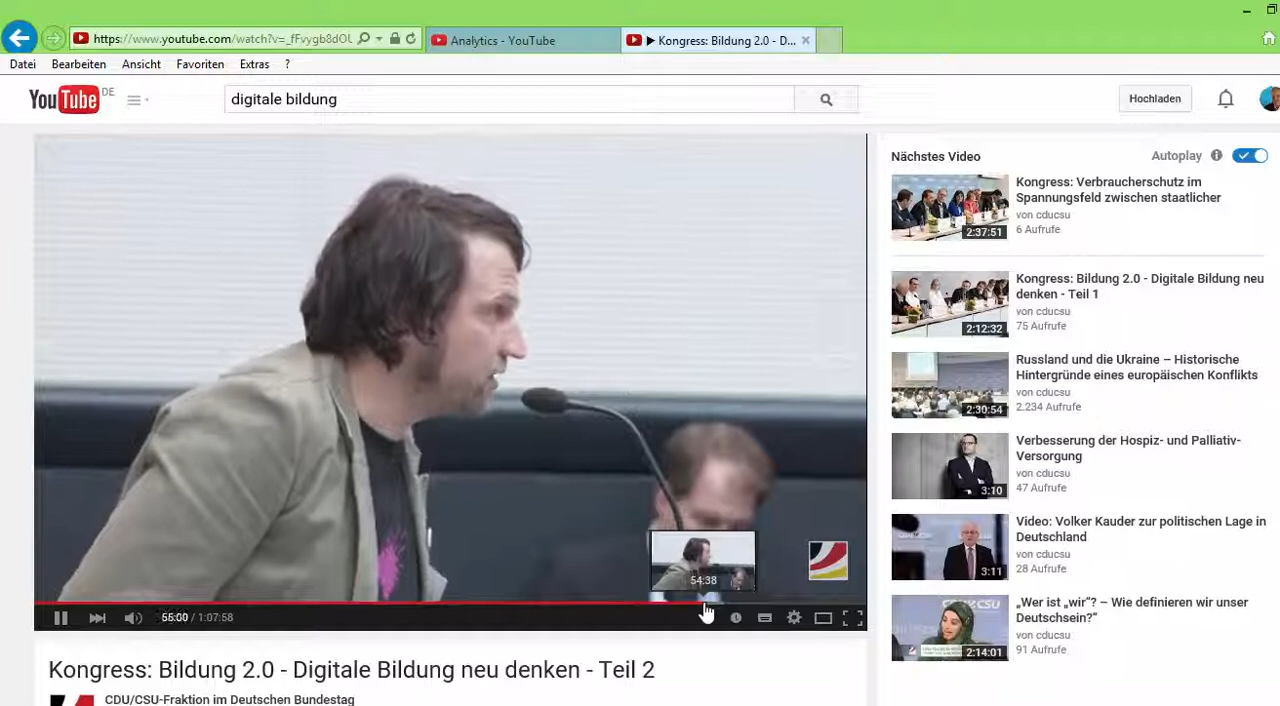 https://www.youtube.com/watch?v=_fFvygb8dOU
Analytics - YouTube
Kongress: Bildung 2.0 - D...
Datei Bearbeiten Ansicht Favoriten Extras ?
YouTube DE
digitale bildung
Hochladen
Nächstes Video
Autoplay
Kongress: Verbraucherschutz im
Spannungsfeld zwischen staatlicher
von cducsu
6 Aufrufe
2:37:51
Kongress: Bildung 2.0 - Digitale Bildung neu
denken - Teil 1
von cducsu
75 Aufrufe
2:12:32
Russland und die Ukraine – Historische
Hintergründe eines europäischen Konflikts
von cducsu
2.234 Aufrufe
2:30:54
Verbesserung der Hospiz- und Palliativ-
Versorgung
von cducsu
47 Aufrufe
3:10
Video: Volker Kauder zur politischen Lage in
Deutschland
von cducsu
28 Aufrufe
3:11
„Wer ist „wir“? – Wie definieren wir unser
Deutschsein?“
von cducsu
91 Aufrufe
2:14:01
54:38
55:00 / 1:07:58
Kongress: Bildung 2.0 - Digitale Bildung neu denken - Teil 2
CDU/CSU-Fraktion im Deutschen Bundestag